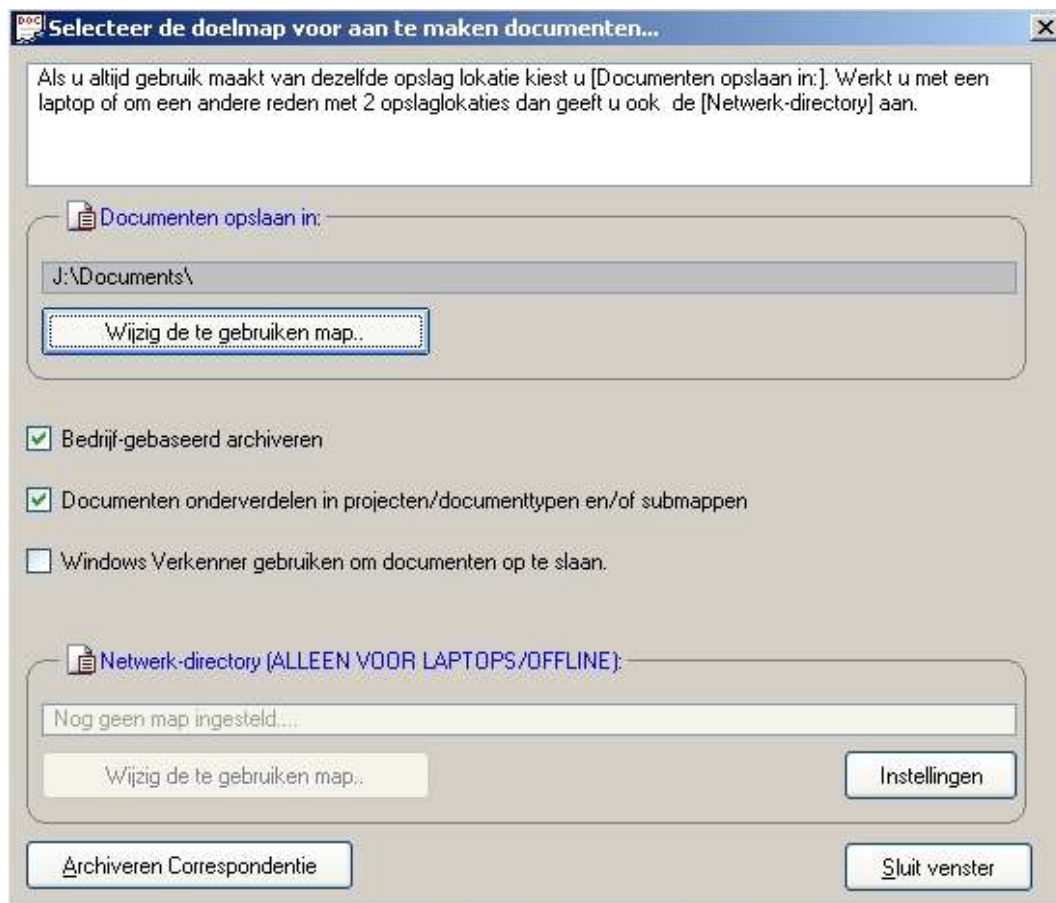 DOC
Selecteer de doelmap voor aan te maken documenten...
Als u altijd gebruik maakt van dezelfde opslag lokatie kiest u [Documenten opslaan in:]. Werkt u met een
laptop of om een andere reden met 2 opslaglokaties dan geeft u ook de [Netwerk-directory] aan.
Documenten opslaan in:
J:\Documents\
Wijzig de te gebruiken map..
Bedrijf-gebaseerd archiveren
Documenten onderverdelen in projecten/documenttypen en/of submappen
Windows Verkenner gebruiken om documenten op te slaan.
Netwerk-directory (ALLEEN VOOR LAPTOPS/OFFLINE):
Nog geen map ingesteld....
Wijzig de te gebruiken map..
Instellingen
Archiveren Correspondentie
Sluit venster